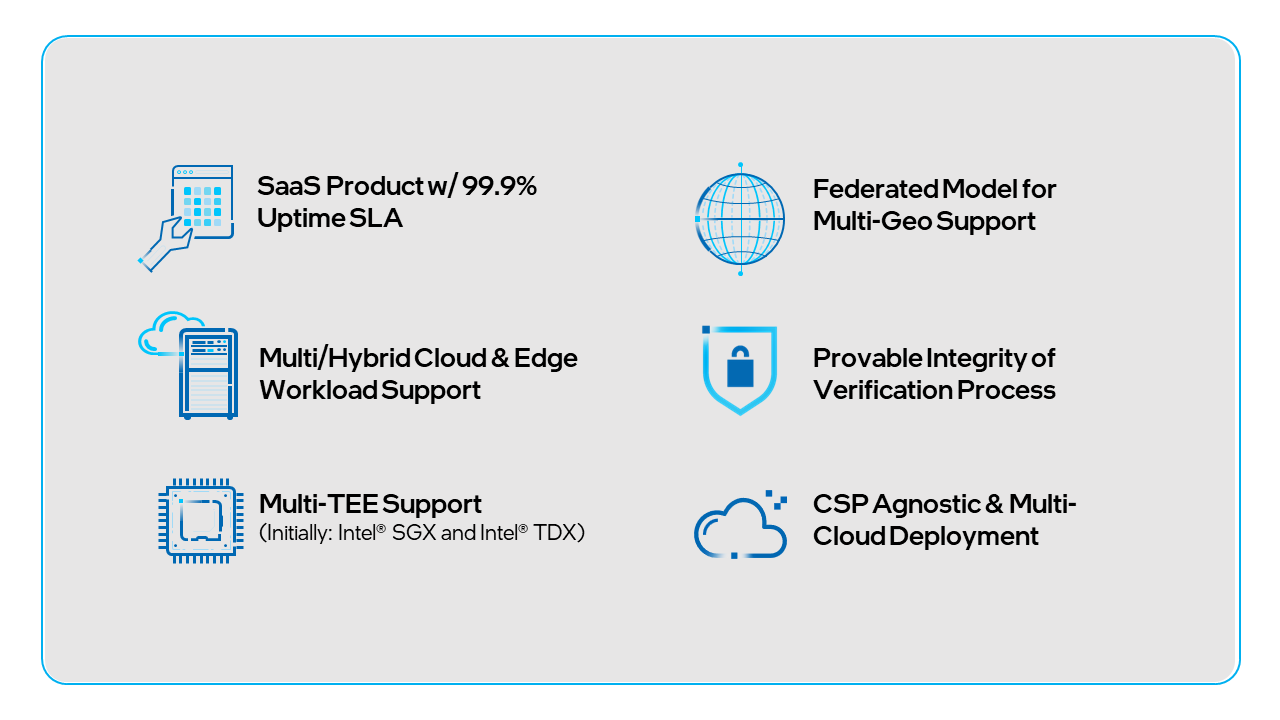 SaaS Product w/ 99.9%
Uptime SLA
Federated Model for
Multi-Geo Support
Multi/Hybrid Cloud & Edge
Workload Support
Provable Integrity of
Verification Process
Multi-TEE Support
(Initially: Intel® SGX and Intel® TDX)
CSP Agnostic & Multi-
Cloud Deployment